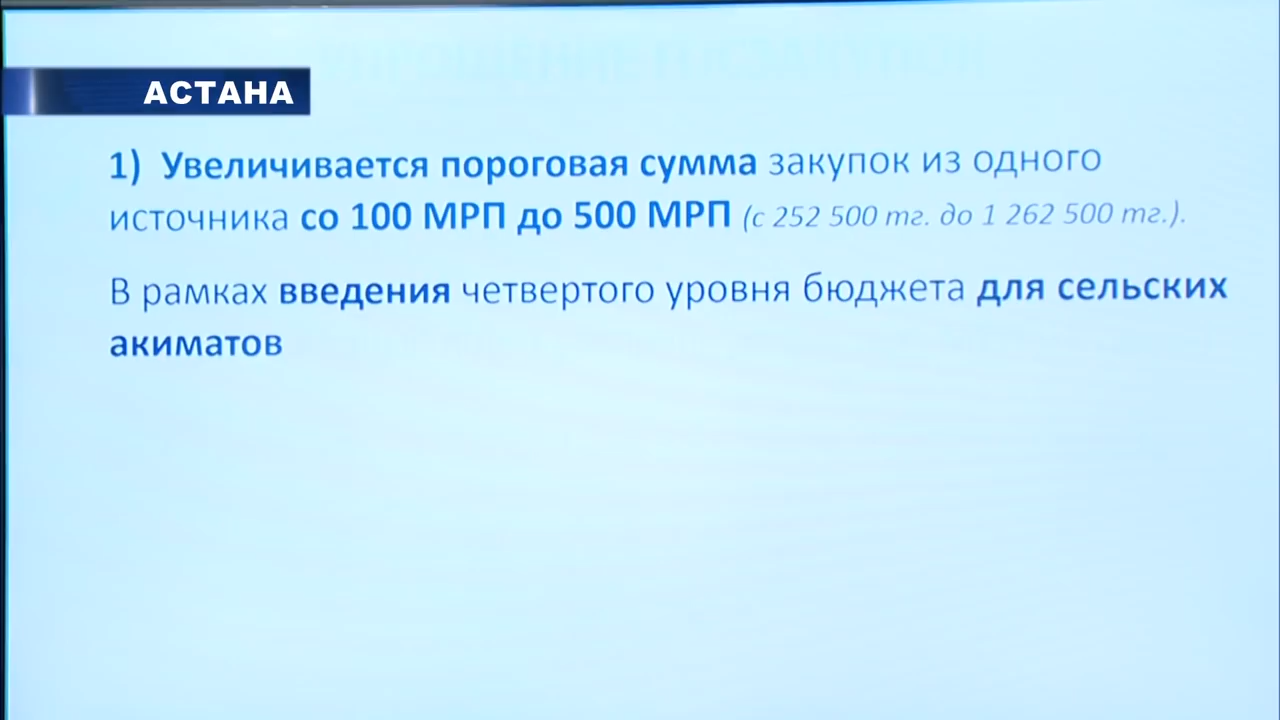 АСТАНА
1) Увеличивается пороговая сумма закупок из одного
источника со 100 МРП до 500 МРП (с 252 500 тг. до 1 262 500 тг.).
В рамках введения четвертого уровня бюджета для сельских
акиматов